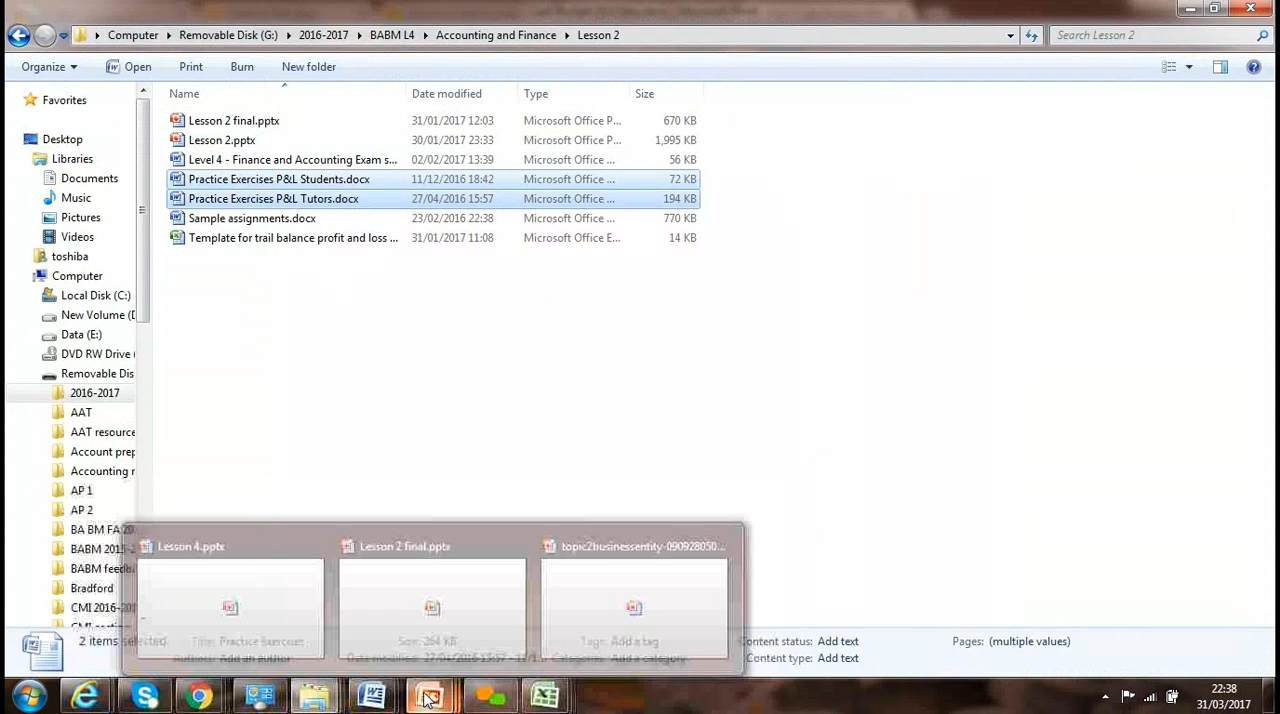 Computer Removable Disk (G:) 2016-2017 BABM L4 Accounting and Finance Lesson 2
Search Lesson 2
Organize Open Print Burn New folder
Name Date modified Type Size
Favorites
Desktop
Libraries
Documents
Music
Pictures
Videos
toshiba
Computer
Local Disk (C:)
New Volume (D
Data (E:)
DVD RW Drive (
Removable Dis
2016-2017
AAT
AAT resource
Account prep
Accounting r
AP 1
AP 2
BA BM FA 20
BABM 2015-
BABM feedb
Bradford
CMI 2016-201
Lesson 2 final.pptx 31/01/2017 12:03 Microsoft Office P... 670 KB
Lesson 2.pptx 30/01/2017 23:33 Microsoft Office P... 1,995 KB
Level 4 - Finance and Accounting Exam s... 02/02/2017 13:39 Microsoft Office ... 56 KB
Practice Exercises P&L Students.docx 11/12/2016 18:42 Microsoft Office ... 72 KB
Practice Exercises P&L Tutors.docx 27/04/2016 15:57 Microsoft Office ... 194 KB
Sample assignments.docx 23/02/2016 22:38 Microsoft Office ... 770 KB
Template for trail balance profit and loss ... 31/01/2017 11:08 Microsoft Office E... 14 KB
Lesson 4.pptx Lesson 2 final.pptx topic2businessentity-090928050...
2 items selected. Title: Practice Exercises Size: 264 KB Tags: Add a tag Content status: Add text Pages: (multiple values)
Authors: Add an author Date modified: 27/04/2016 15:57 - 11/1 Categories: Add a category Content type: Add text
22:38
31/03/2017